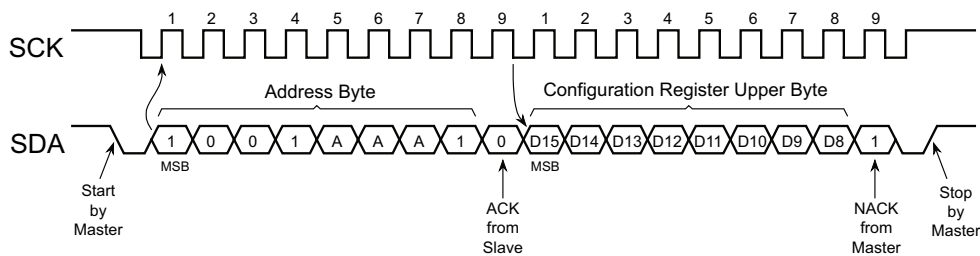 1 2 3 4 5 6 7 8 9 1 2 3 4 5 6 7 8 9
SCK
Address Byte
Configuration Register Upper Byte
SDA
1 0 0 1 A A A 1 0 D15 D14 D13 D12 D11 D10 D9 D8 1
MSB
MSB
Start
by
Master
ACK
from
Slave
NACK
from
Master
Stop
by
Master